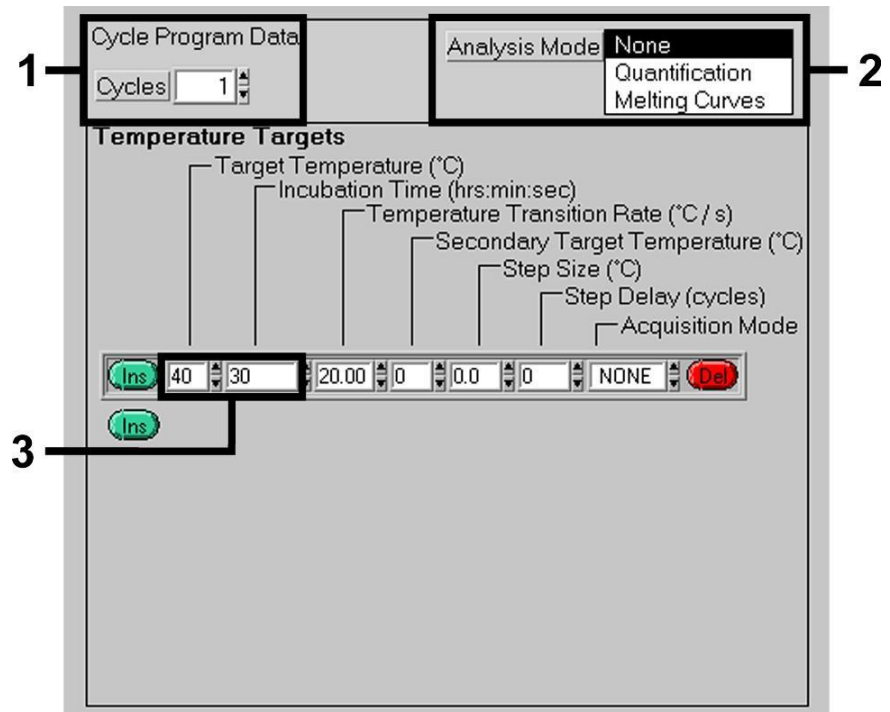 Cycle Program Data
Cycles 1
1
Analysis Mode None
Quantification
Melting Curves
2
Temperature Targets
Target Temperature (°C)
Incubation Time (hrs:min:sec)
Temperature Transition Rate (°C / s)
Secondary Target Temperature (°C)
Step Size (°C)
Step Delay (cycles)
Acquisition Mode
Ins 40 30 20.00 0 0.0 0 NONE Del
Ins
3